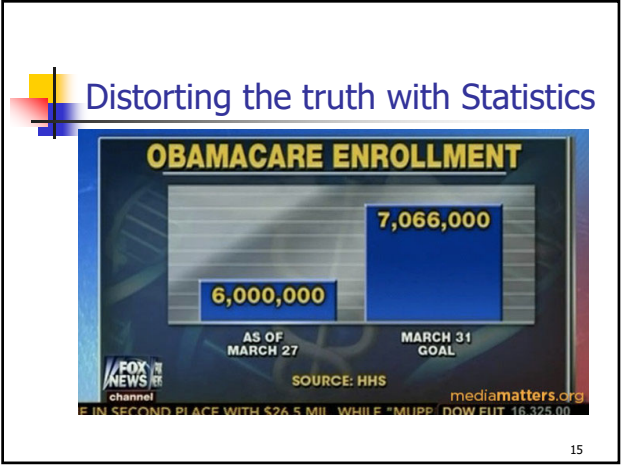 Distorting the truth with Statistics
OBAMACARE ENROLLMENT
7,066,000
6,000,000
AS OF
MARCH 27
MARCH 31
GOAL
FOX
NEWS
channel
SOURCE: HHS
mediamatters.org
E IN SECOND PLACE WITH $26.5 MIL, WHILE "MUPP DOW FUT 16,325.00
15